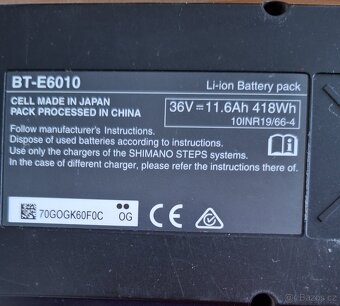 BT-E6010
Li-ion Battery pack
CELL MADE IN JAPAN
PACK PROCESSED IN CHINA
36V⎓11.6Ah 418Wh
10INR19/66-4
Follow manufacturer's Instructions.
Dispose of used batteries according to instructions.
Use only the chargers of the SHIMANO STEPS systems.
In the case of different charger, please read the instructions there of.
70GOGK60F0C
OG
CE